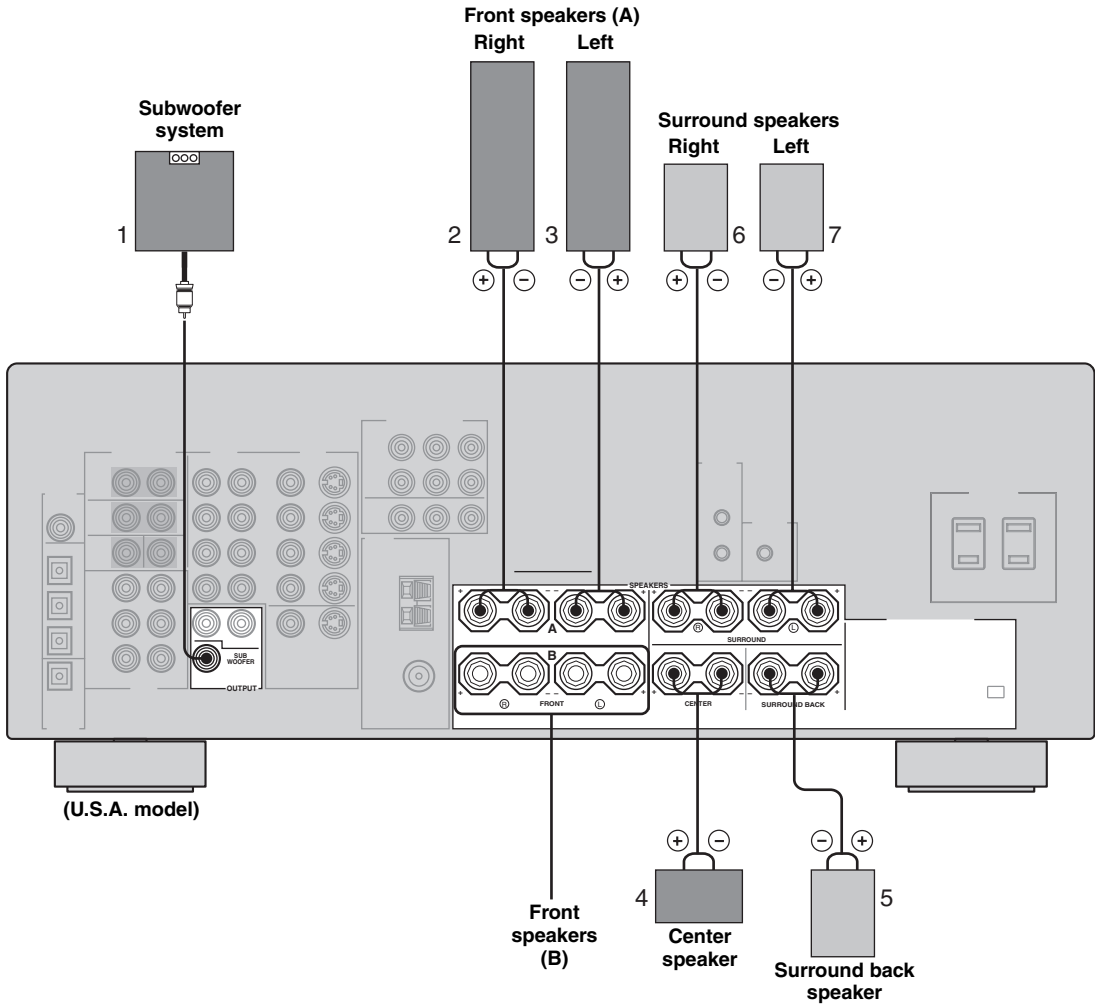 Front speakers (A)
Right Left
Subwoofer
system
Surround speakers
Right Left
1
2
3
6
7
+ − − + + − − +
SPEAKERS
+ − − + + − − +
A
R L
SURROUND
SUB
WOOFER
OUTPUT
B
+ − − + + − − +
R FRONT L
CENTER SURROUND BACK
(U.S.A. model)
+ − − +
4
5
Front
speakers
(B)
Center
speaker
Surround back
speaker